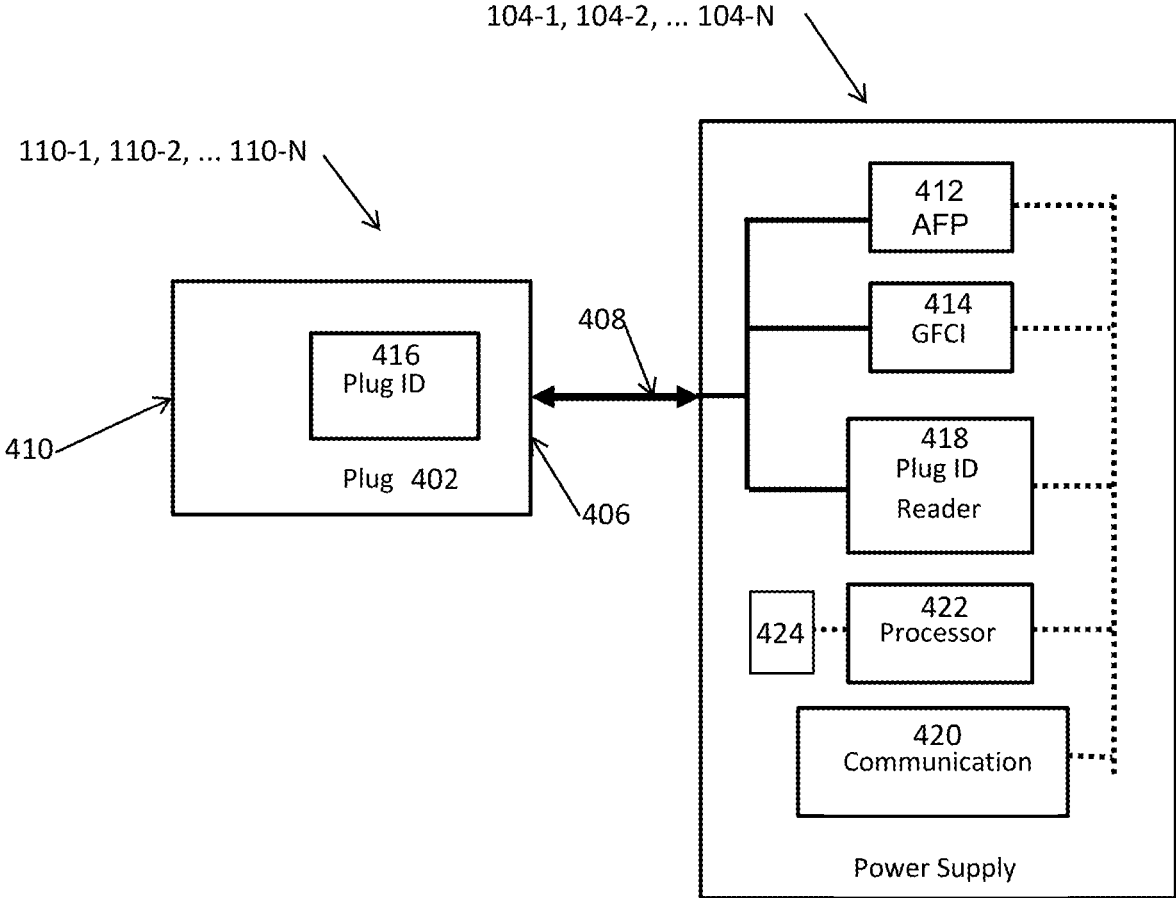 104-1, 104-2, ... 104-N
110-1, 110-2, ... 110-N
412
AFP
414
GFCI
408
416
Plug ID
410
Plug 402
406
418
Plug ID
Reader
424
422
Processor
420
Communication
Power Supply